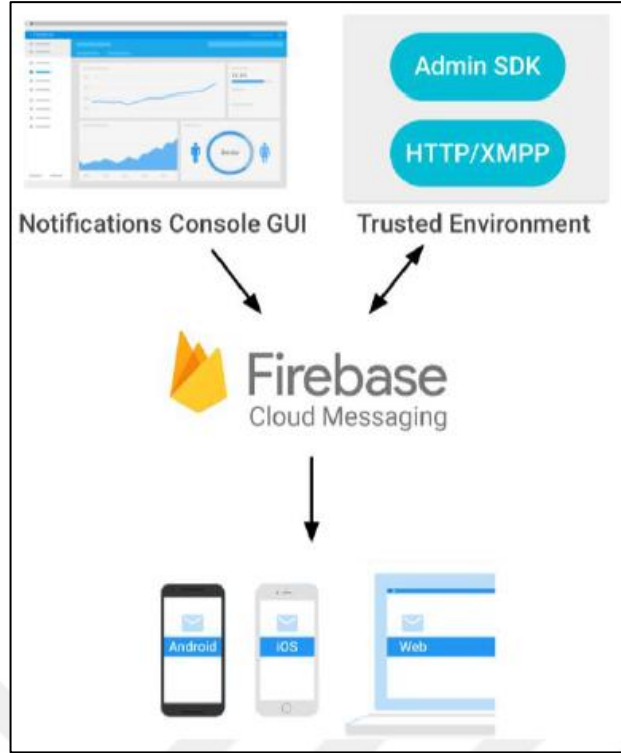 Admin SDK
HTTP/XMPP
Notifications Console GUI
Trusted Environment
Firebase
Cloud Messaging
Android
iOS
Web